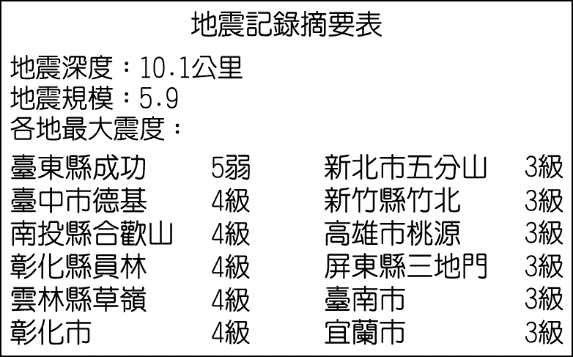 地震記錄摘要表
地震深度：10.1公里
地震規模：5.9
各地最大震度：
臺東縣成功 5弱 新北市五分山 3級
臺中市德基 4級 新竹縣竹北 3級
南投縣合歡山 4級 高雄市桃源 3級
彰化縣員林 4級 屏東縣三地門 3級
雲林縣草嶺 4級 臺南市 3級
彰化市 4級 宜蘭市 3級